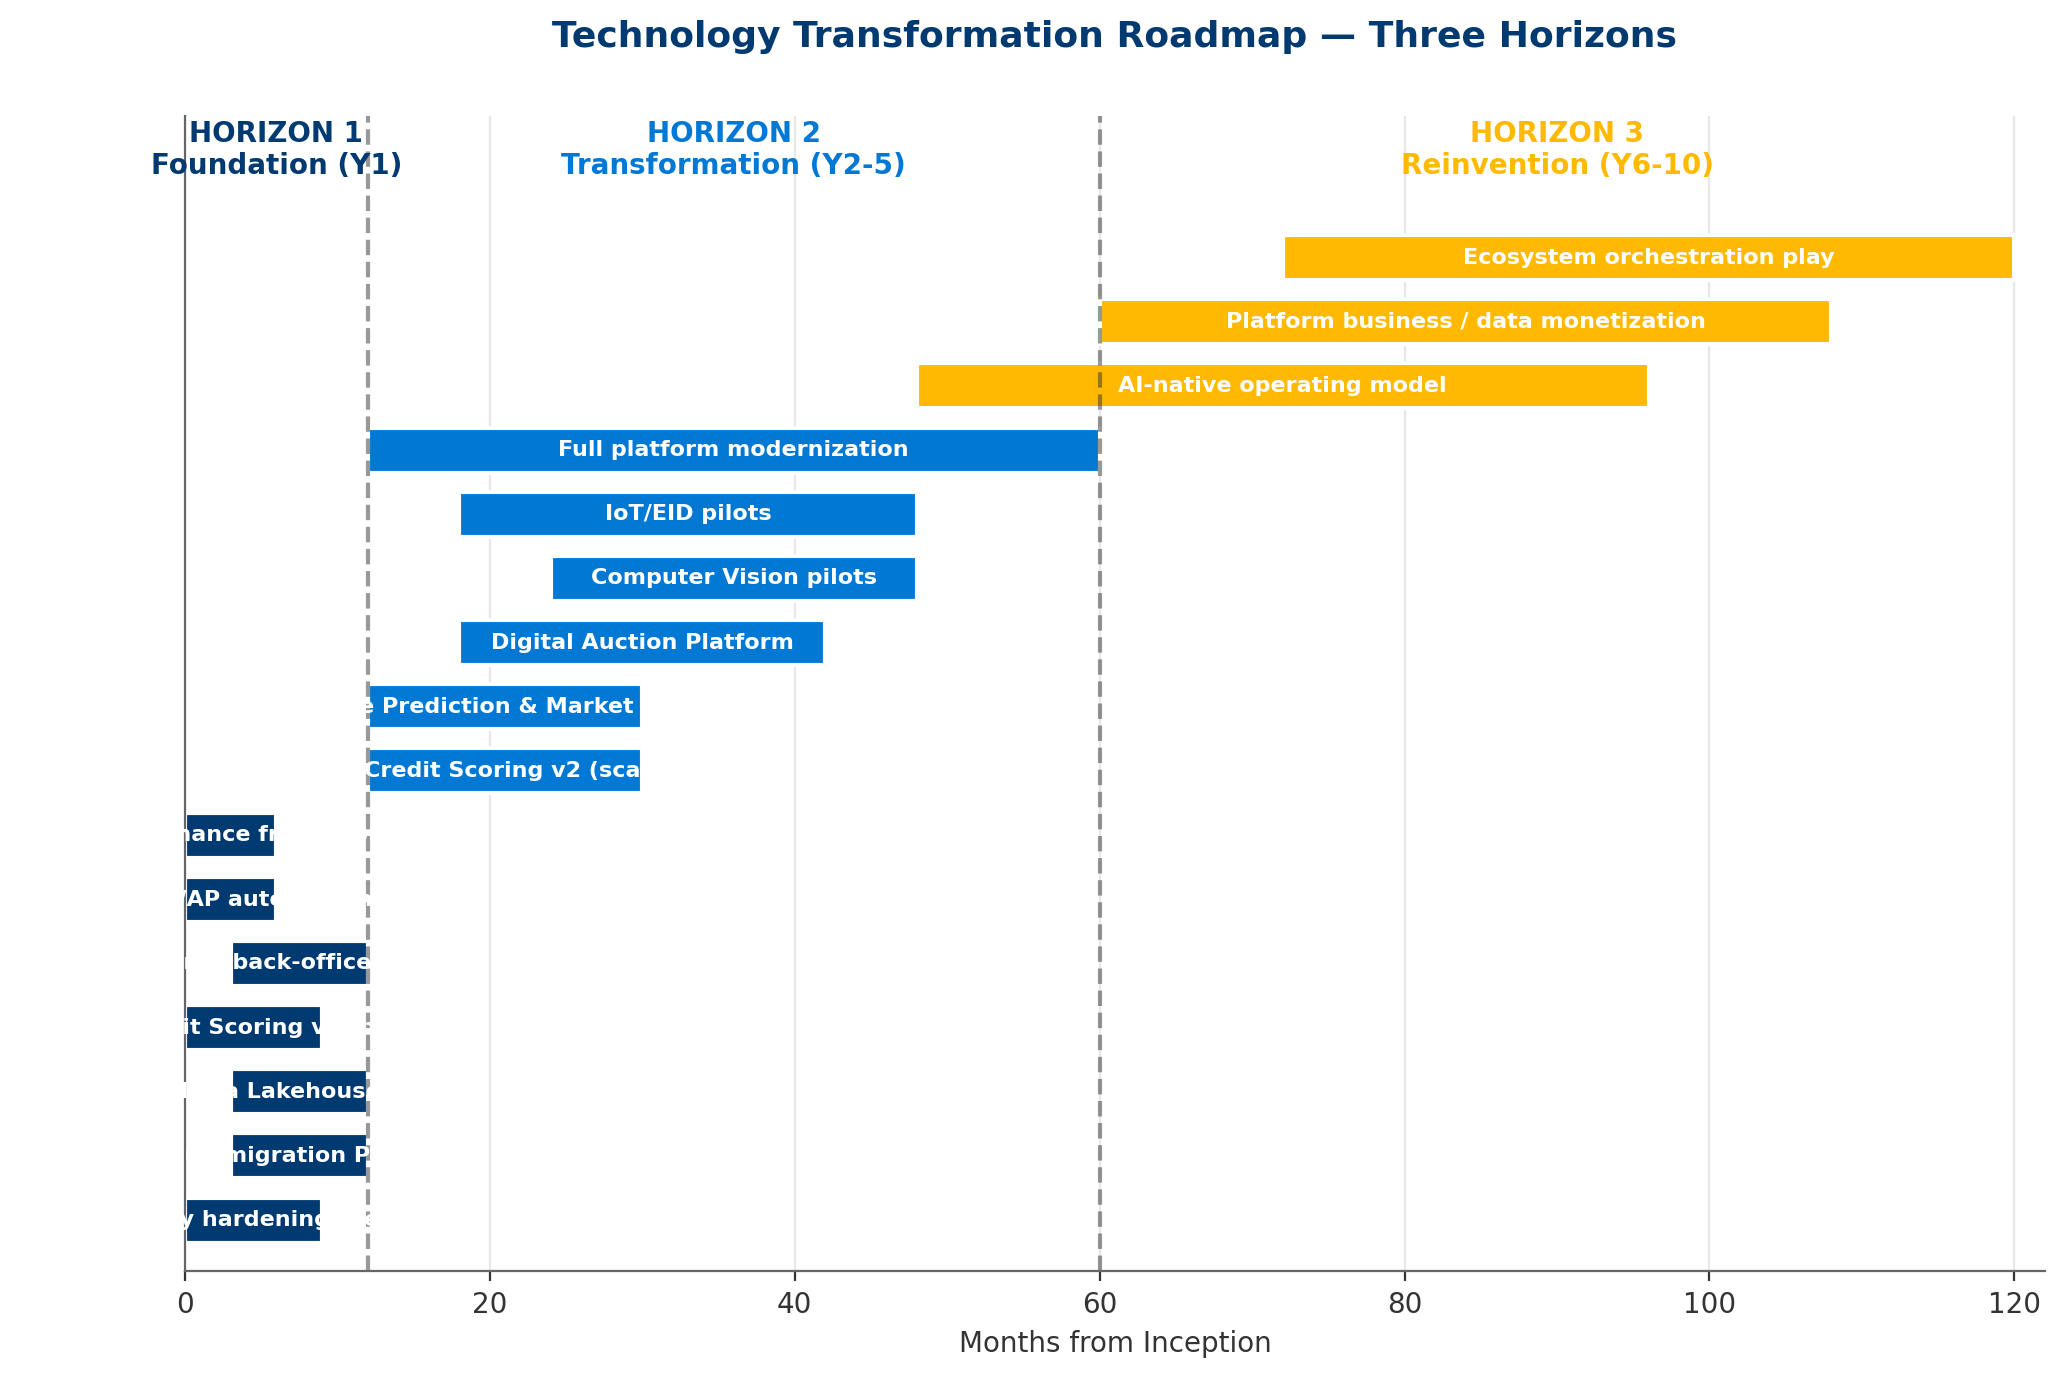 Technology Transformation Roadmap — Three Horizons
HORIZON 1
Foundation (Y1)
HORIZON 2
Transformation (Y2-5)
HORIZON 3
Reinvention (Y6-10)
Ecosystem orchestration play
Platform business / data monetization
AI-native operating model
Full platform modernization
IoT/EID pilots
Computer Vision pilots
Digital Auction Platform
Prediction & Market
Credit Scoring v2
back-office
Scoring
Lakehouse
migration
hardening
0 20 40 60 80 100 120
Months from Inception